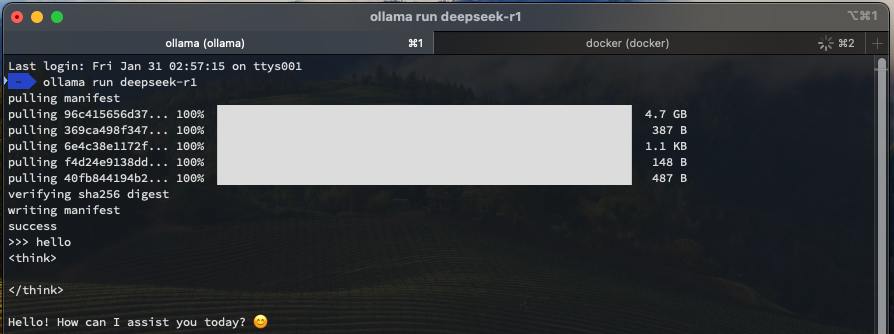 ollama run deepseek-r1
⌥⌘1
ollama (ollama) ⌘1
docker (docker) ⌘2
Last login: Fri Jan 31 02:57:15 on ttys001
~ ollama run deepseek-r1
pulling manifest
pulling 96c415656d37... 100% 4.7 GB
pulling 369ca498f347... 100% 387 B
pulling 6e4c38e1172f... 100% 1.1 KB
pulling f4d24e9138dd... 100% 148 B
pulling 40fb844194b2... 100% 487 B
verifying sha256 digest
writing manifest
success
>>> hello
<think>
</think>
Hello! How can I assist you today? 😊